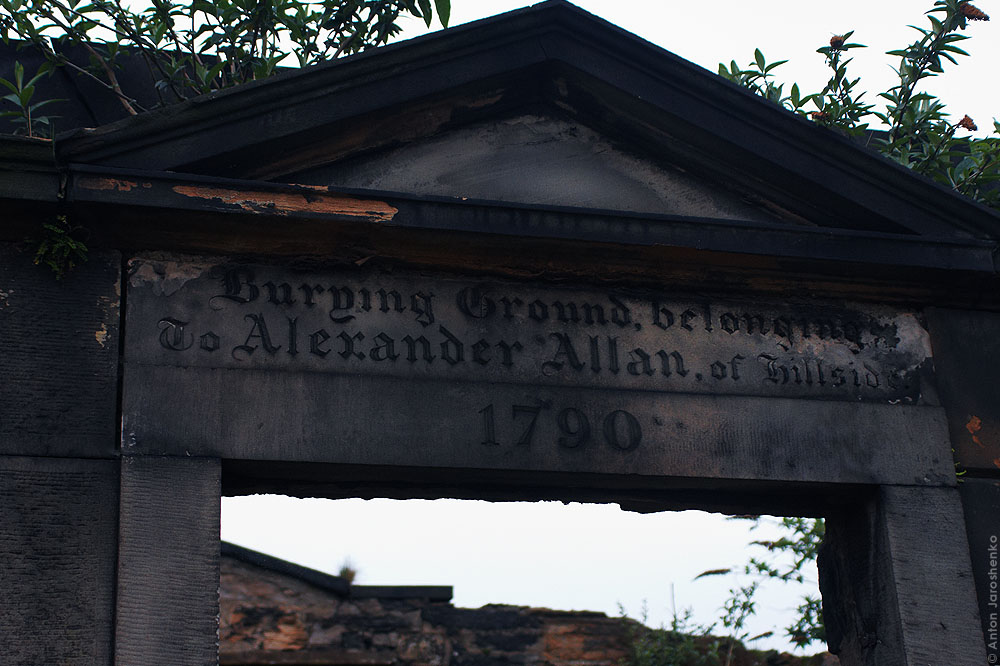 Burying Ground, belonging
To Alexander Allan, of Hillside.
1790
© Anton Jaroshenko